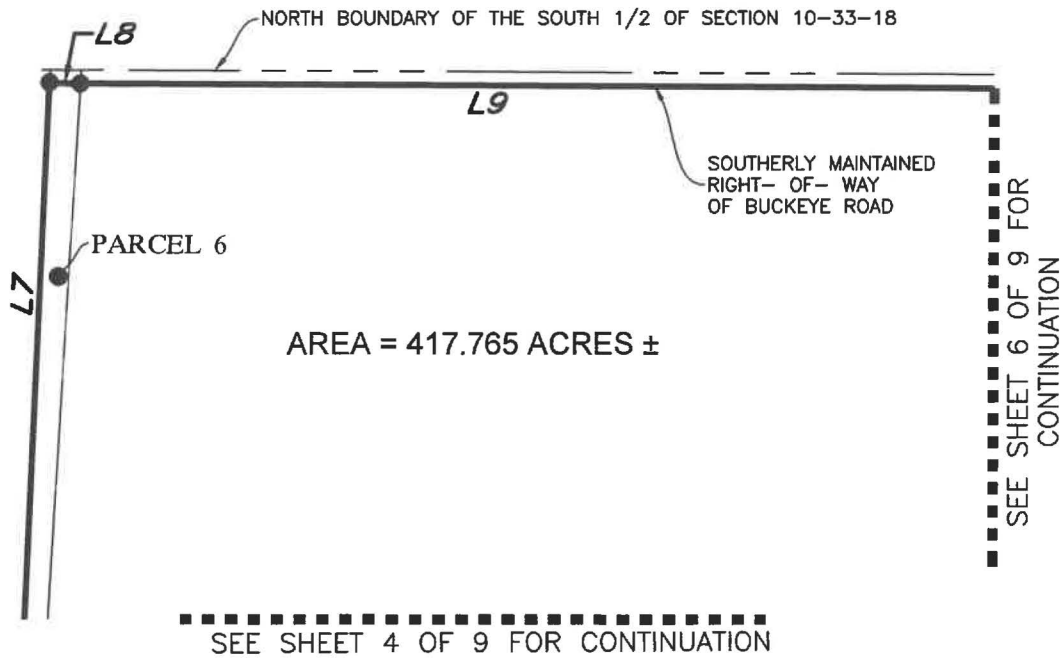 NORTH BOUNDARY OF THE SOUTH 1/2 OF SECTION 10-33-18
L8
L9
SOUTHERLY MAINTAINED
RIGHT- OF- WAY
OF BUCKEYE ROAD
PARCEL 6
L7
AREA = 417.765 ACRES ±
SEE SHEET 6 OF 9 FOR
CONTINUATION
SEE SHEET 4 OF 9 FOR CONTINUATION